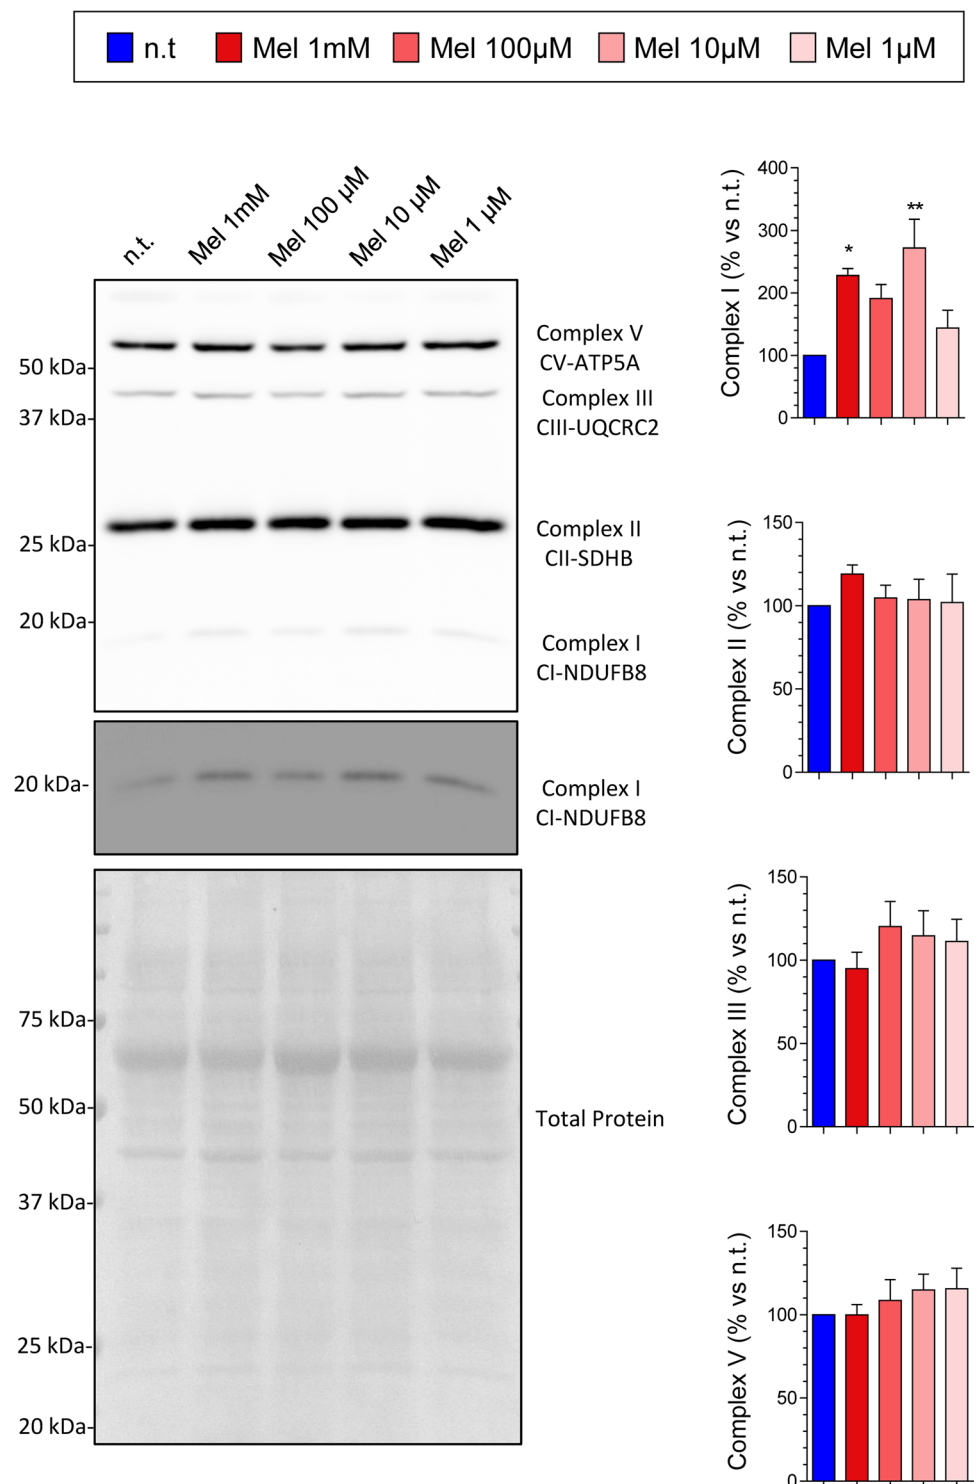 n.t Mel 1mM Mel 100µM Mel 10µM Mel 1µM
n.t.
Mel 1mM
Mel 100 µM
Mel 10 µM
Mel 1 µM
50 kDa-
37 kDa-
25 kDa-
20 kDa-
Complex V
CV-ATP5A
Complex III
CIII-UQCRC2
Complex II
CII-SDHB
Complex I
CI-NDUFB8
20 kDa-
Complex I
CI-NDUFB8
75 kDa-
50 kDa-
37 kDa-
25 kDa-
20 kDa-
Total Protein
Complex I (% vs n.t.)
400
300
200
100
0
*
**
Complex II (% vs n.t.)
150
100
50
0
Complex III (% vs n.t.)
150
100
50
0
Complex V (% vs n.t.)
150
100
50
0